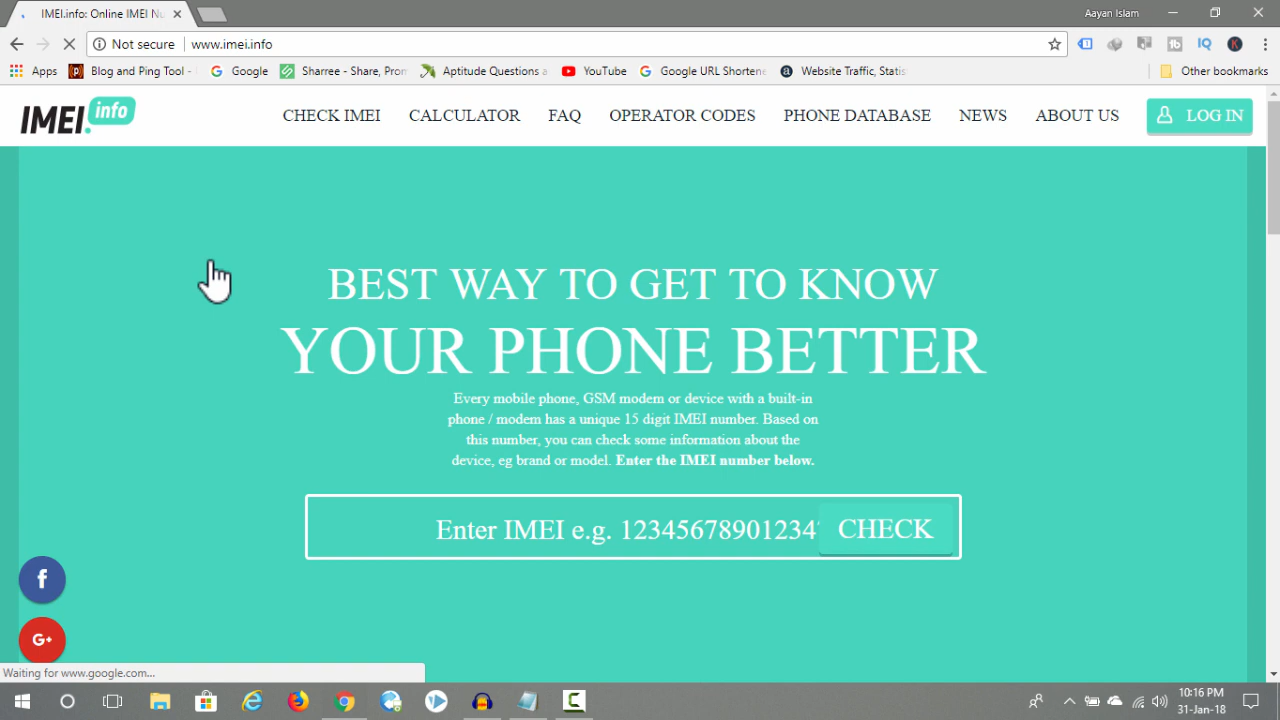 IMEI.info: Online IMEI Nu
Aayan Islam
Not secure www.imei.info
Apps Blog and Ping Tool - Google Sharree - Share, Pron Aptitude Questions a YouTube Google URL Shortene Website Traffic, Statis Other bookmarks
IMEI.info CHECK IMEI CALCULATOR FAQ OPERATOR CODES PHONE DATABASE NEWS ABOUT US LOG IN
BEST WAY TO GET TO KNOW
YOUR PHONE BETTER
Every mobile phone, GSM modem or device with a built-in
phone / modem has a unique 15 digit IMEI number. Based on
this number, you can check some information about the
device, eg brand or model. Enter the IMEI number below.
Enter IMEI e.g. 12345678901234 CHECK
f
G+
Waiting for www.google.com...
10:16 PM
31-Jan-18